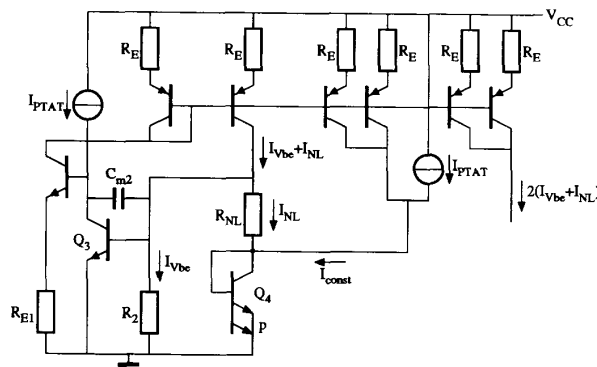 V_CC
R_E R_E R_E R_E R_E R_E
I_PTAT
I_Vbe+I_NL
I_PTAT
C_m2
2(I_Vbe+I_NL)
R_NL I_NL
Q_3
I_Vbe
I_const
Q_4
R_E1 R_2 p